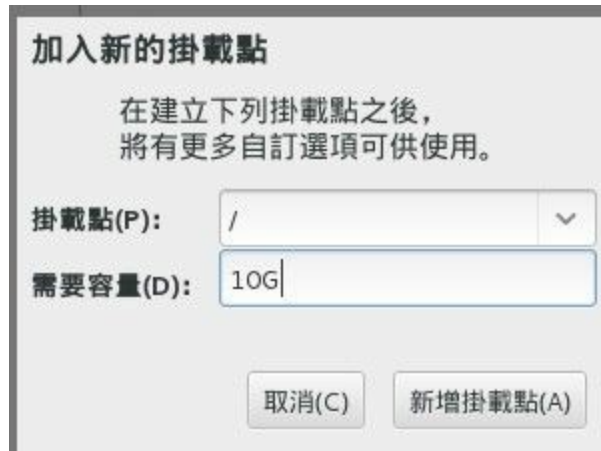 加入新的掛載點
在建立下列掛載點之後，
將有更多自訂選項可供使用。
掛載點(P): /
需要容量(D): 10G
取消(C) 新增掛載點(A)